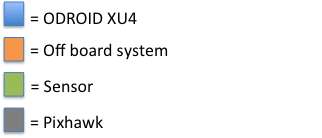 = ODROID XU4
= Off board system
= Sensor
= Pixhawk